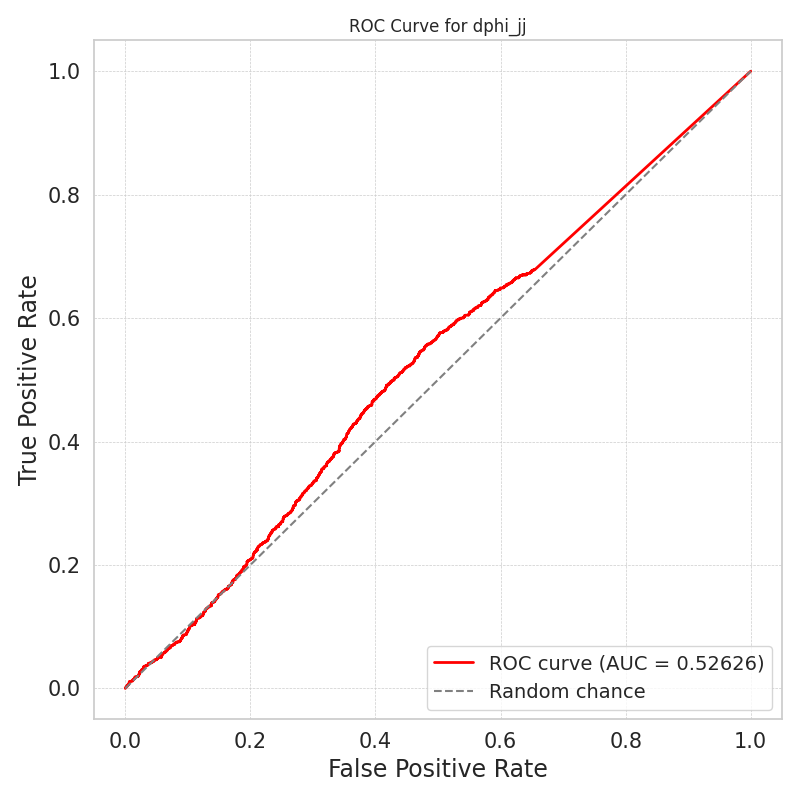 ROC Curve for dphi_jj
True Positive Rate
1.0
0.8
0.6
0.4
0.2
0.0
ROC curve (AUC = 0.52626)
Random chance
0.0 0.2 0.4 0.6 0.8 1.0
False Positive Rate